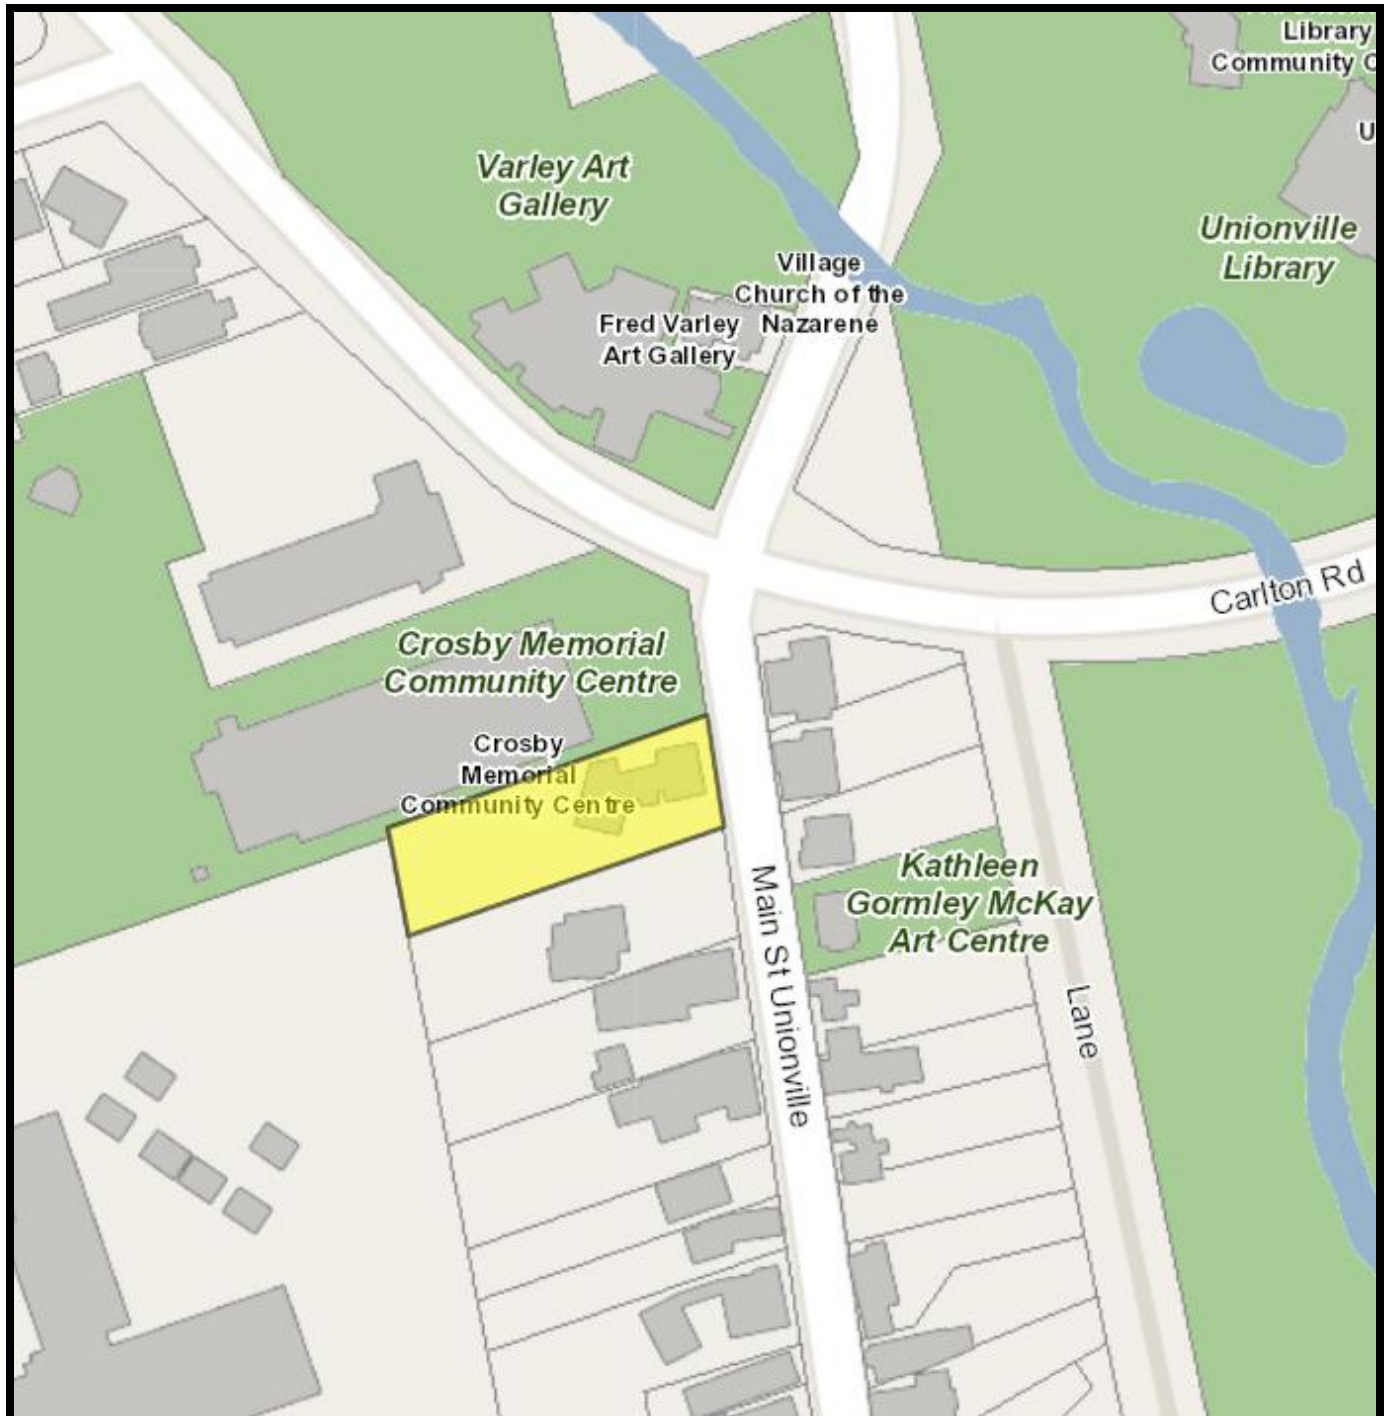 Library
Community C
U
Varley Art
Gallery
Unionville
Library
Village
Church of the
Nazarene
Fred Varley
Art Gallery
Carlton Rd
Crosby Memorial
Community Centre
Crosby
Memorial
Community Centre
Kathleen
Gormley McKay
Art Centre
Main St Unionville
Lane